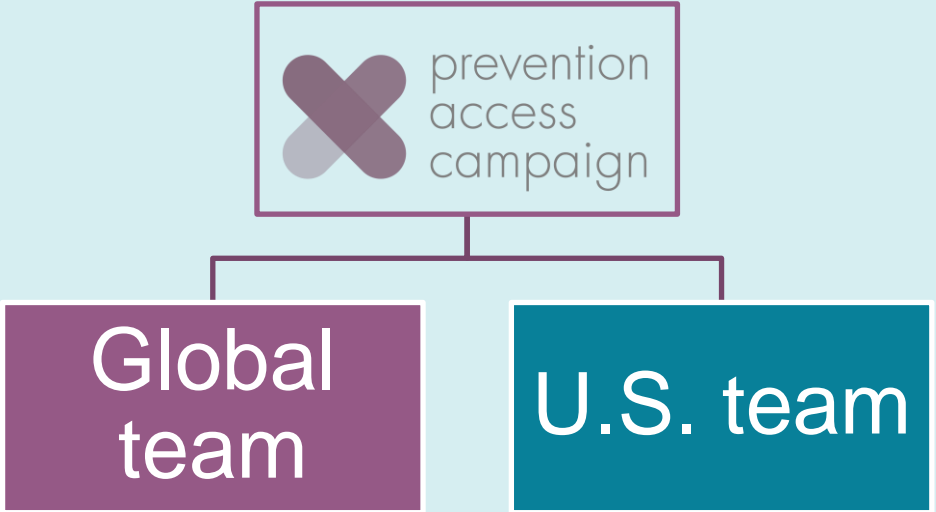 prevention
access
campaign
Global
team
U.S. team